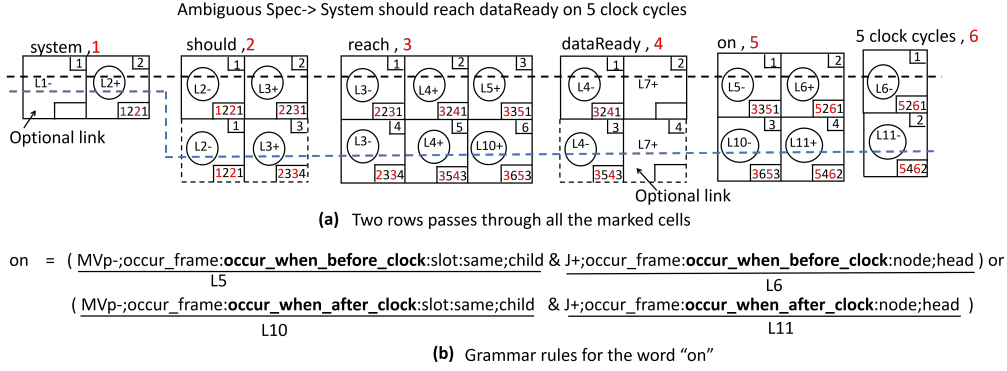 Ambiguous Spec-> System should reach dataReady on 5 clock cycles
system ,1 should ,2 reach , 3 dataReady , 4 on , 5 5 clock cycles , 6
1 2 1 2 1 2 3 1 2 1 2 1
L1- L2+ L2- L3+ L3- L4+ L5+ L4- L7+ L5- L6+ L6-
1221 1221 2231 2231 3241 3351 3241 3351 5261 5261
Optional link
1 3 4 5 6 3 4 3 4 2
L2- L3+ L3- L4+ L10+ L4- L7+ L10- L11+ L11-
1221 2334 2334 3543 3653 3543 3653 5462 5462
Optional link
(a) Two rows passes through all the marked cells
on = ( MVp-;occur_frame:occur_when_before_clock:slot:same;child & J+;occur_frame:occur_when_before_clock:node;head ) or
L5 L6
( MVp-;occur_frame:occur_when_after_clock:slot:same;child & J+;occur_frame:occur_when_after_clock:node;head )
L10 L11
(b) Grammar rules for the word “on”